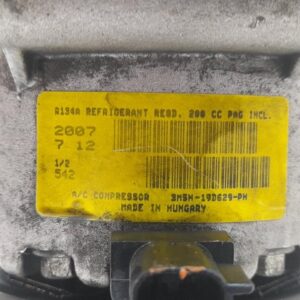 R134A REFRIGERANT REQD. 200 CC PAG INCL.
2007
7 12
1/2
542
A/C COMPRESSOR 3M5H-19D629-PH
MADE IN HUNGARY